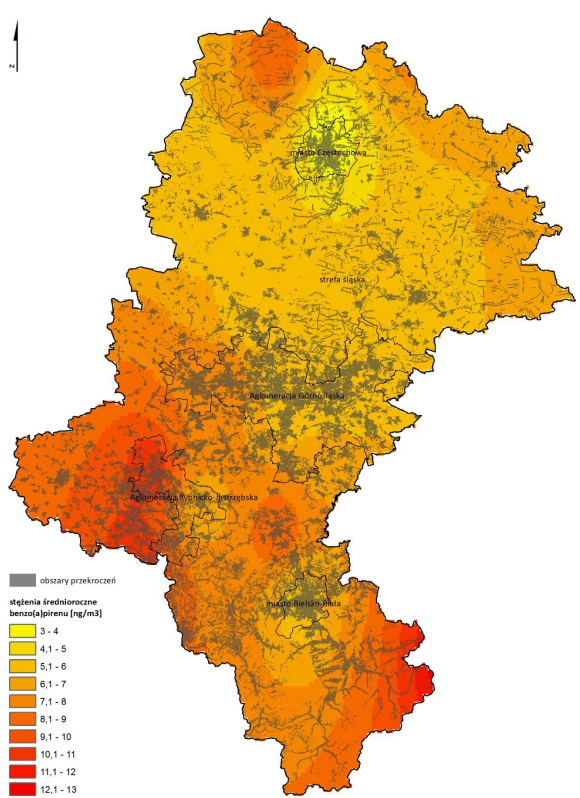 N
miasto Częstochowa
strefa śląska
Aglomeracja Górnośląska
Aglomeracja Rybnicko-Jastrzębska
miasto Bielsko-Biała
obszary przekroczeń
stężenia średnioroczne
benzo(a)pirenu [ng/m3]
3 - 4
4,1 - 5
5,1 - 6
6,1 - 7
7,1 - 8
8,1 - 9
9,1 - 10
10,1 - 11
11,1 - 12
12,1 - 13